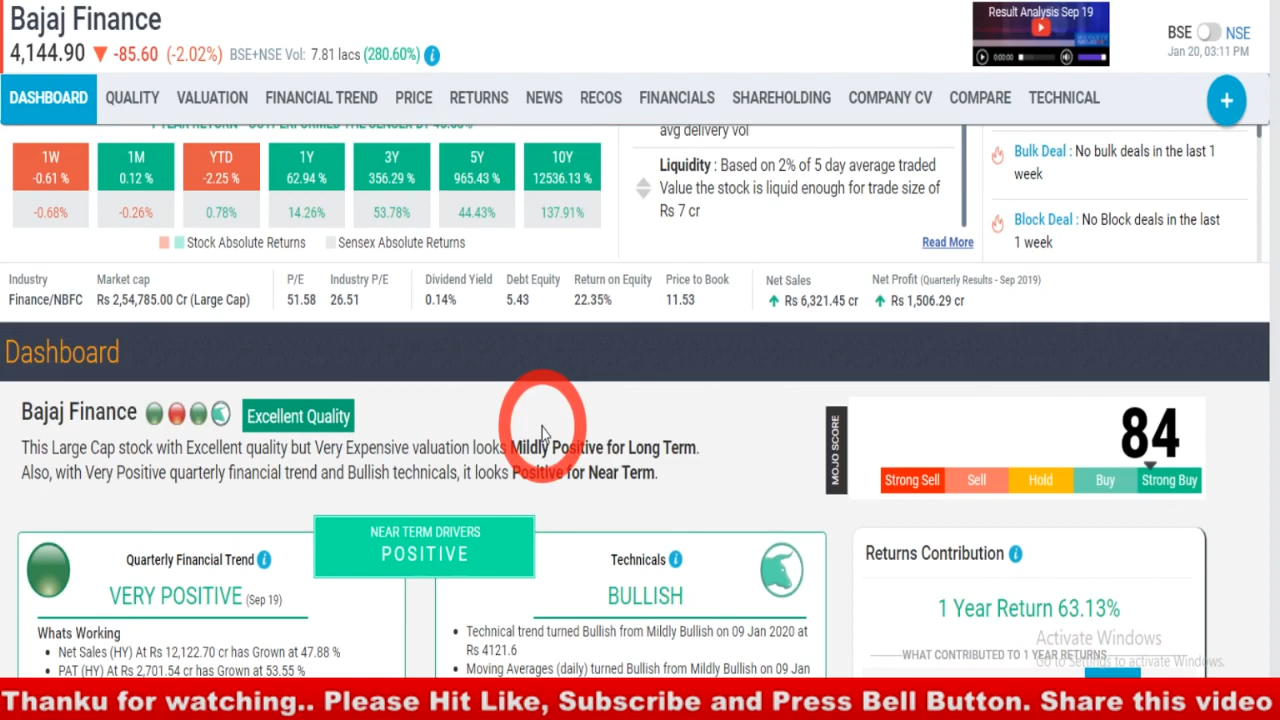 Bajaj Finance
4,144.90 ▼ -85.60 (-2.02%) BSE+NSE Vol: 7.81 lacs (280.60%) i
Result Analysis Sep 19
0:00:00
BSE NSE
Jan 20, 03:11 PM
DASHBOARD QUALITY VALUATION FINANCIAL TREND PRICE RETURNS NEWS RECOS FINANCIALS SHAREHOLDING COMPANY CV COMPARE TECHNICAL +
1W 1M YTD 1Y 3Y 5Y 10Y
-0.61 % 0.12 % -2.25 % 62.94 % 356.29 % 965.43 % 12536.13 %
-0.68% -0.26% 0.78% 14.26% 53.78% 44.43% 137.91%
Stock Absolute Returns Sensex Absolute Returns
avg delivery vol
Liquidity : Based on 2% of 5 day average traded
Value the stock is liquid enough for trade size of
Rs 7 cr
Read More
Bulk Deal : No bulk deals in the last 1
week
Block Deal : No Block deals in the last
1 week
Industry Market cap P/E Industry P/E Dividend Yield Debt Equity Return on Equity Price to Book Net Sales Net Profit (Quarterly Results - Sep 2019)
Finance/NBFC Rs 2,54,785.00 Cr (Large Cap) 51.58 26.51 0.14% 5.43 22.35% 11.53 Rs 6,321.45 cr Rs 1,506.29 cr
Dashboard
Bajaj Finance Excellent Quality
This Large Cap stock with Excellent quality but Very Expensive valuation looks Mildly Positive for Long Term.
Also, with Very Positive quarterly financial trend and Bullish technicals, it looks Positive for Near Term.
MOJO SCORE
84
Strong Sell Sell Hold Buy Strong Buy
NEAR TERM DRIVERS
POSITIVE
Quarterly Financial Trend i
VERY POSITIVE (Sep 19)
Whats Working
• Net Sales (HY) At Rs 12,122.70 cr has Grown at 47.88 %
• PAT (HY) At Rs 2,701.54 cr has Grown at 53.55 %
Technicals i
BULLISH
• Technical trend turned Bullish from Mildly Bullish on 09 Jan 2020 at
Rs 4121.6
• Moving Averages (daily) turned Bullish from Mildly Bullish on 09 Jan
Returns Contribution i
1 Year Return 63.13%
WHAT CONTRIBUTED TO 1 YEAR RETURNS
Activate Windows
Go to Settings to activate Windows.
Thanku for watching.. Please Hit Like, Subscribe and Press Bell Button. Share this video